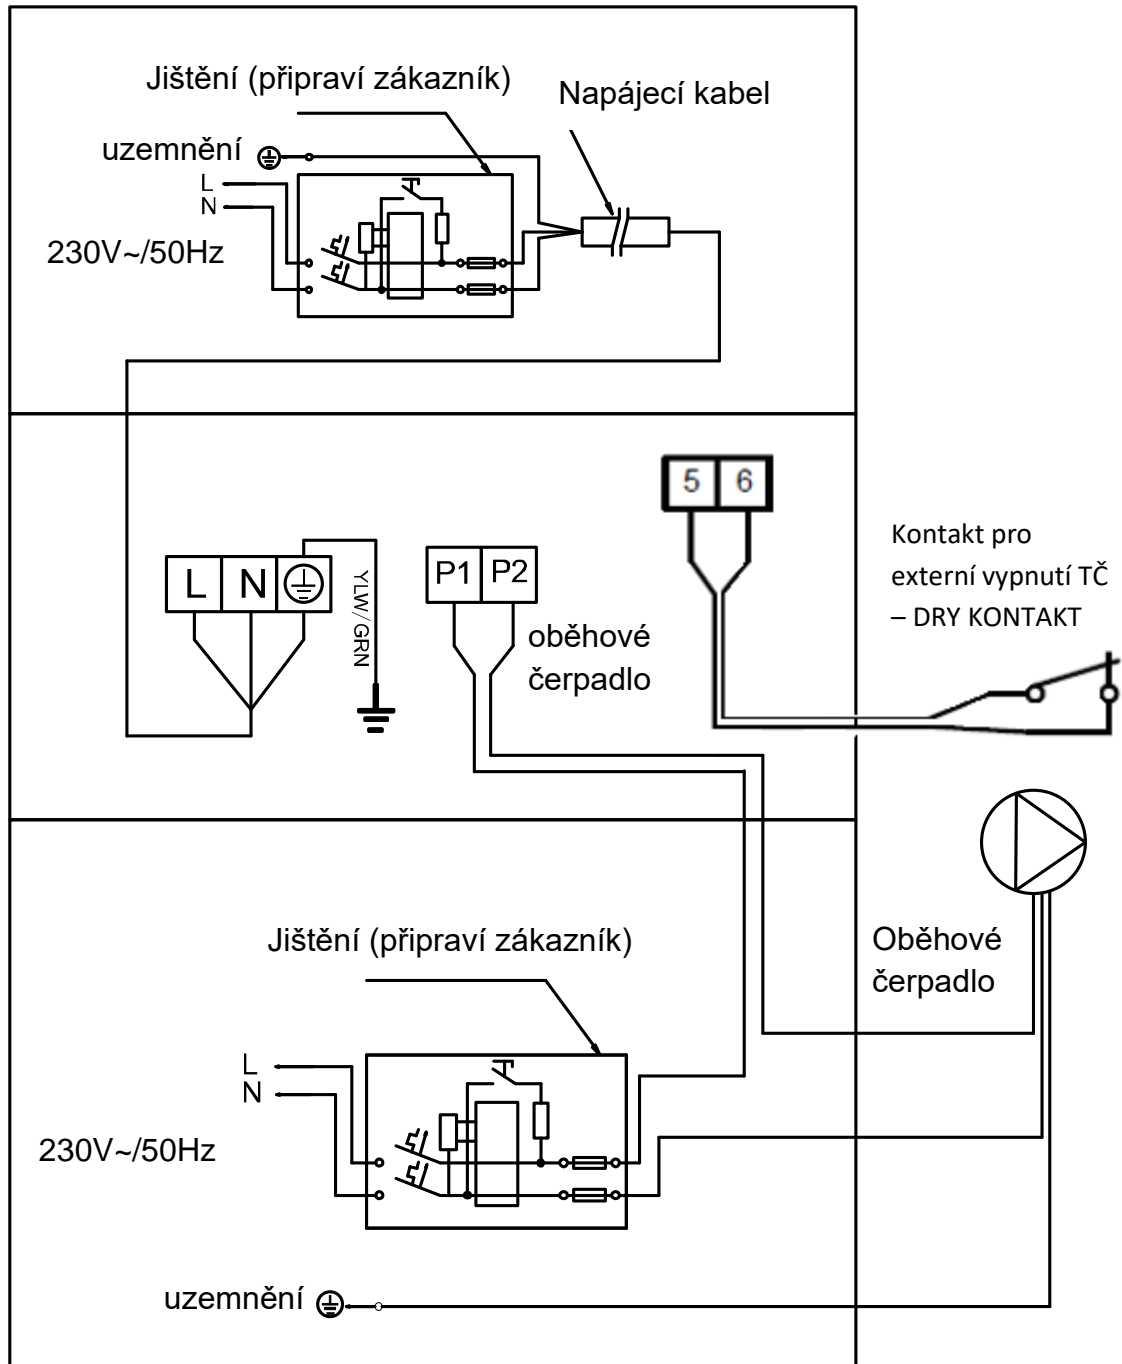 Jištění (připraví zákazník)
Napájecí kabel
uzemnění
L
N
230V~/50Hz
5 6
Kontakt pro
externí vypnutí TČ
– DRY KONTAKT
L N
YLW/GRN
P1 P2
oběhové
čerpadlo
Oběhové
čerpadlo
Jištění (připraví zákazník)
L
N
230V~/50Hz
uzemnění